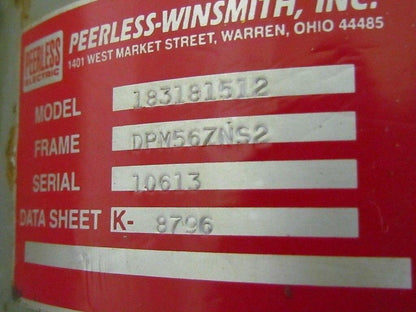 PEERLESS ELECTRIC
PEERLESS-WINSMITH, INC.
1401 WEST MARKET STREET, WARREN, OHIO 44485
MODEL 183181512
FRAME DPM56ZNS2
SERIAL 10613
DATA SHEET K- 8796